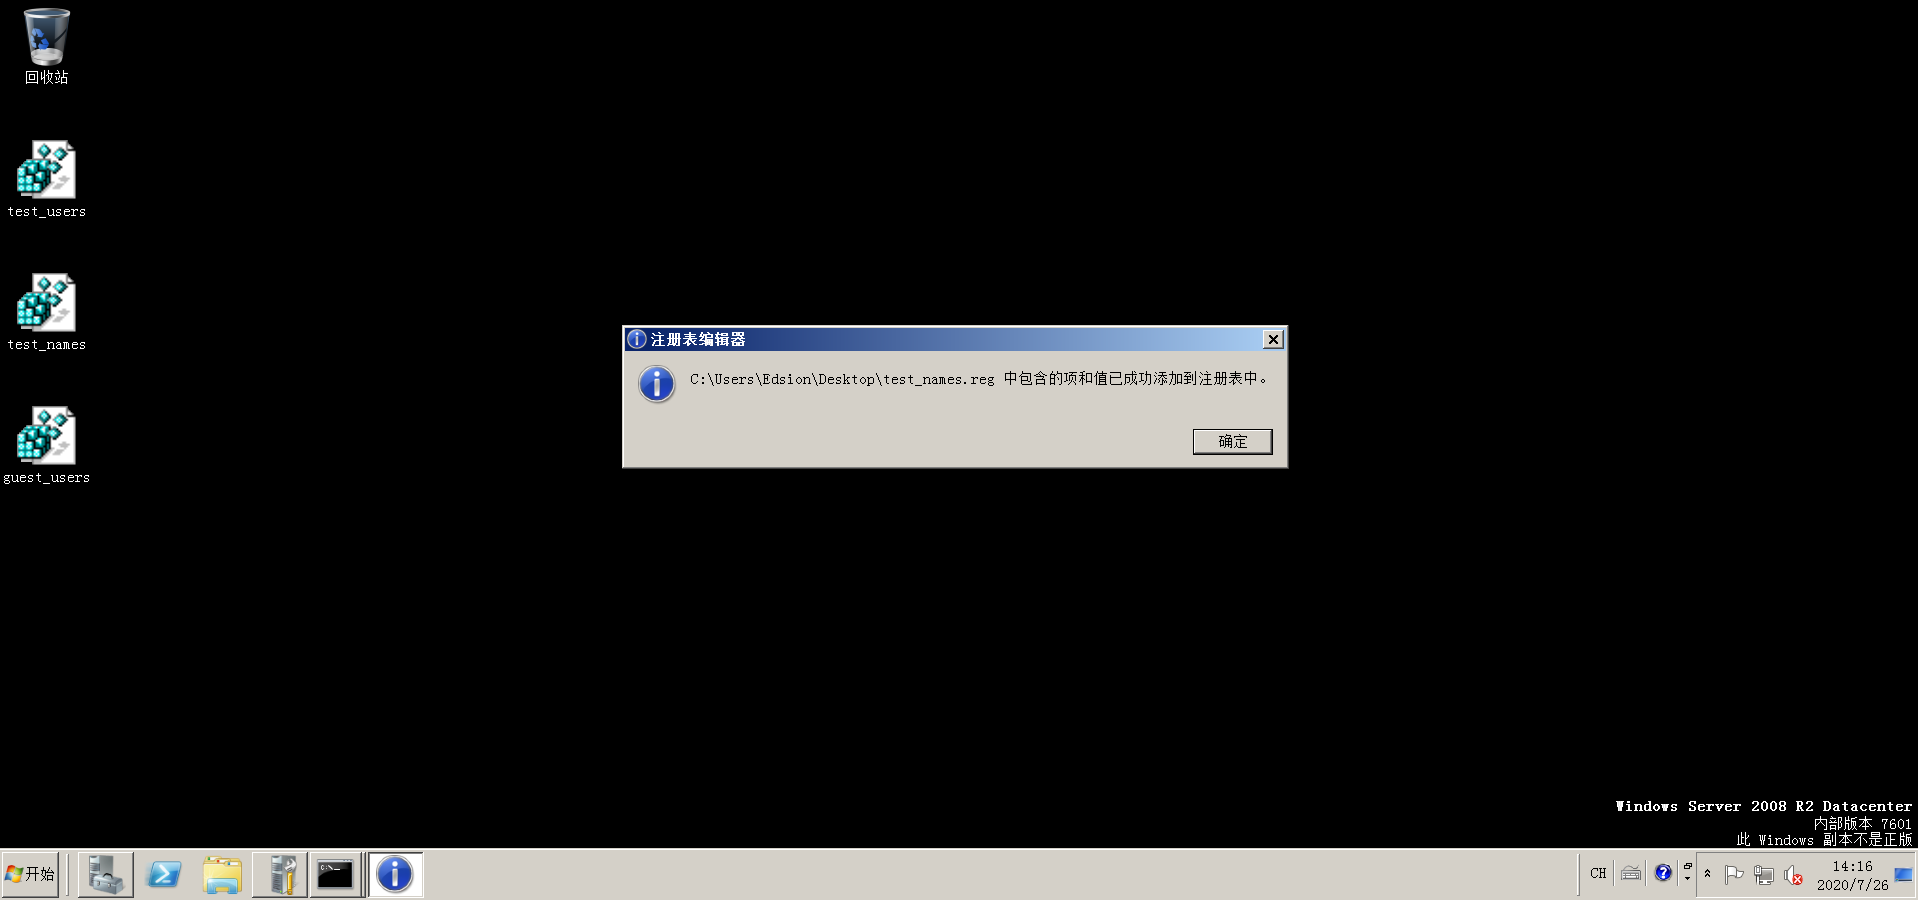 回收站
test_users
test_names
guest_users
注册表编辑器
C:\Users\Edsion\Desktop\test_names.reg 中包含的项和值已成功添加到注册表中。
确定
Windows Server 2008 R2 Datacenter
内部版本 7601
此 Windows 副本不是正版
开始
C:\_
CH
14:16
2020/7/26